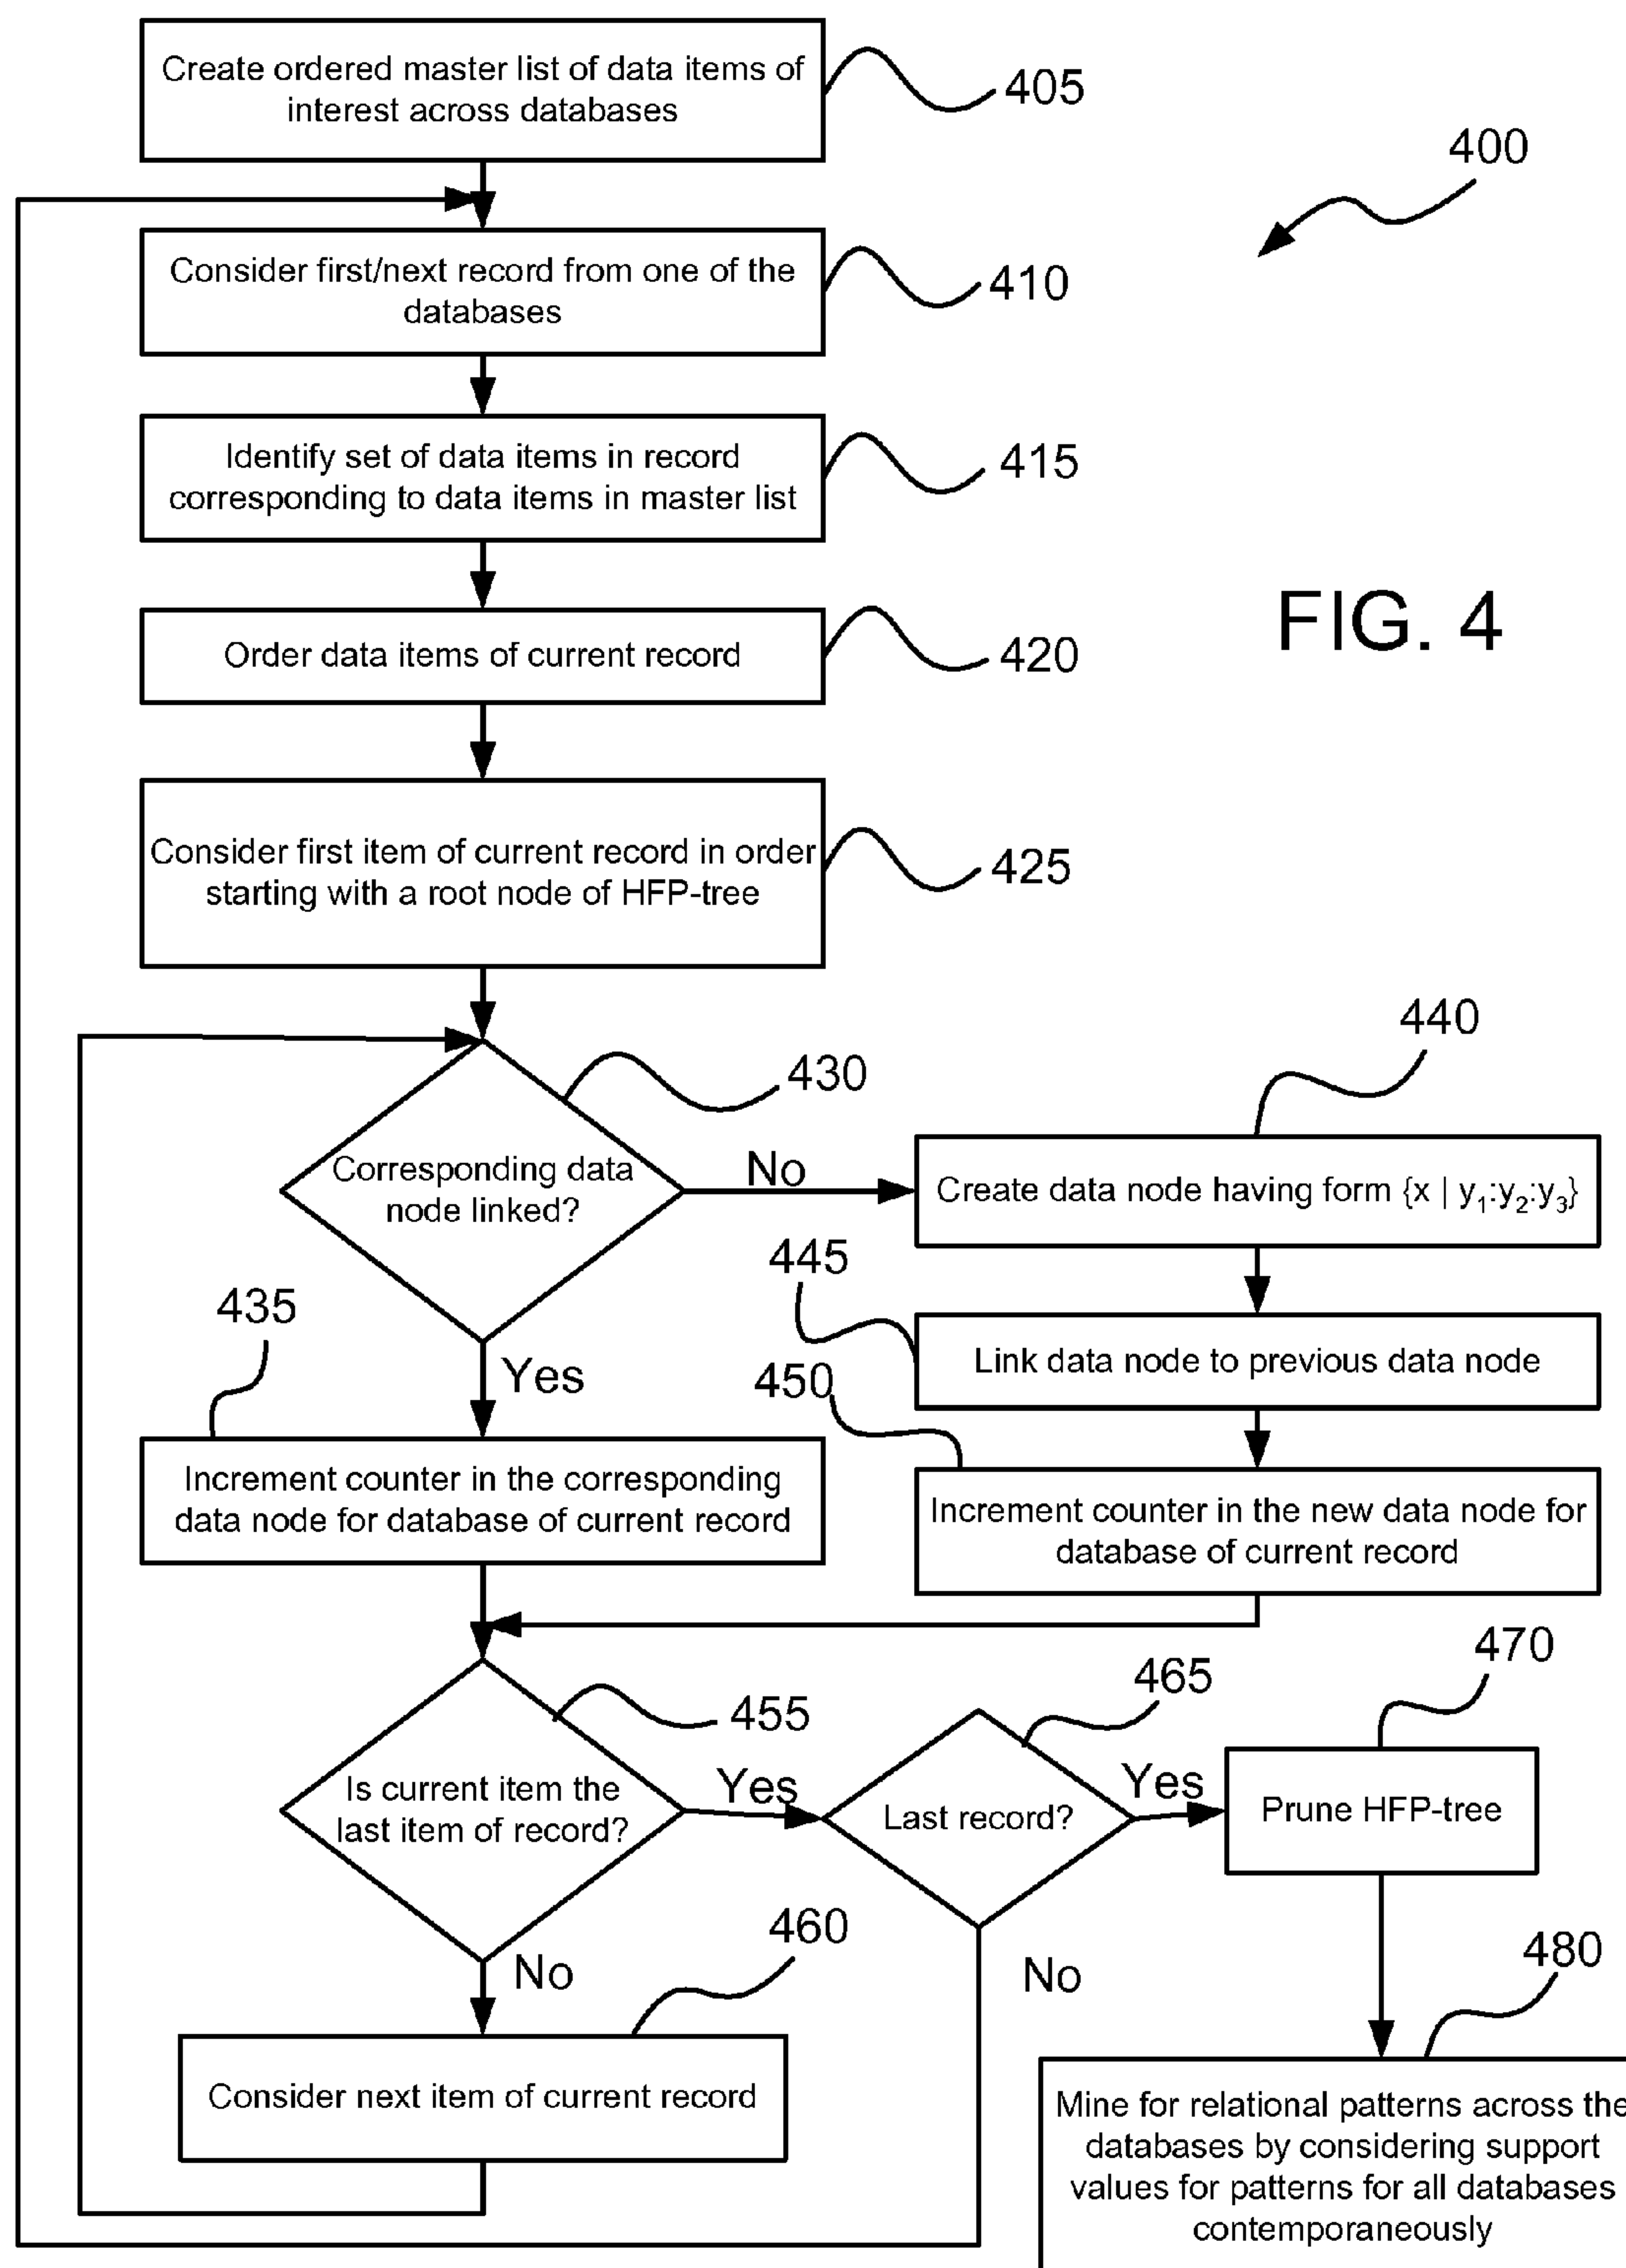 Create ordered master list of data items of
interest across databases
405
400
Consider first/next record from one of the
databases
410
Identify set of data items in record
corresponding to data items in master list
415
FIG. 4
Order data items of current record
420
Consider first item of current record in order
starting with a root node of HFP-tree
425
430
Corresponding data
node linked?
No
440
Create data node having form {x | y₁:y₂:y₃}
445
Link data node to previous data node
435
Yes
450
Increment counter in the corresponding
data node for database of current record
Increment counter in the new data node for
database of current record
455
Is current item the
last item of record?
Yes
465
Last record?
Yes
470
Prune HFP-tree
No
460
Consider next item of current record
No
480
Mine for relational patterns across the
databases by considering support
values for patterns for all databases
contemporaneously